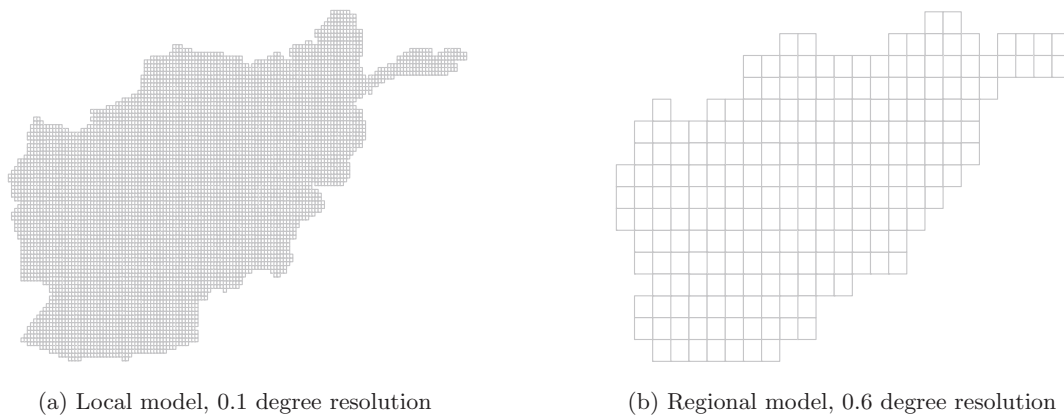 (a) Local model, 0.1 degree resolution
(b) Regional model, 0.6 degree resolution